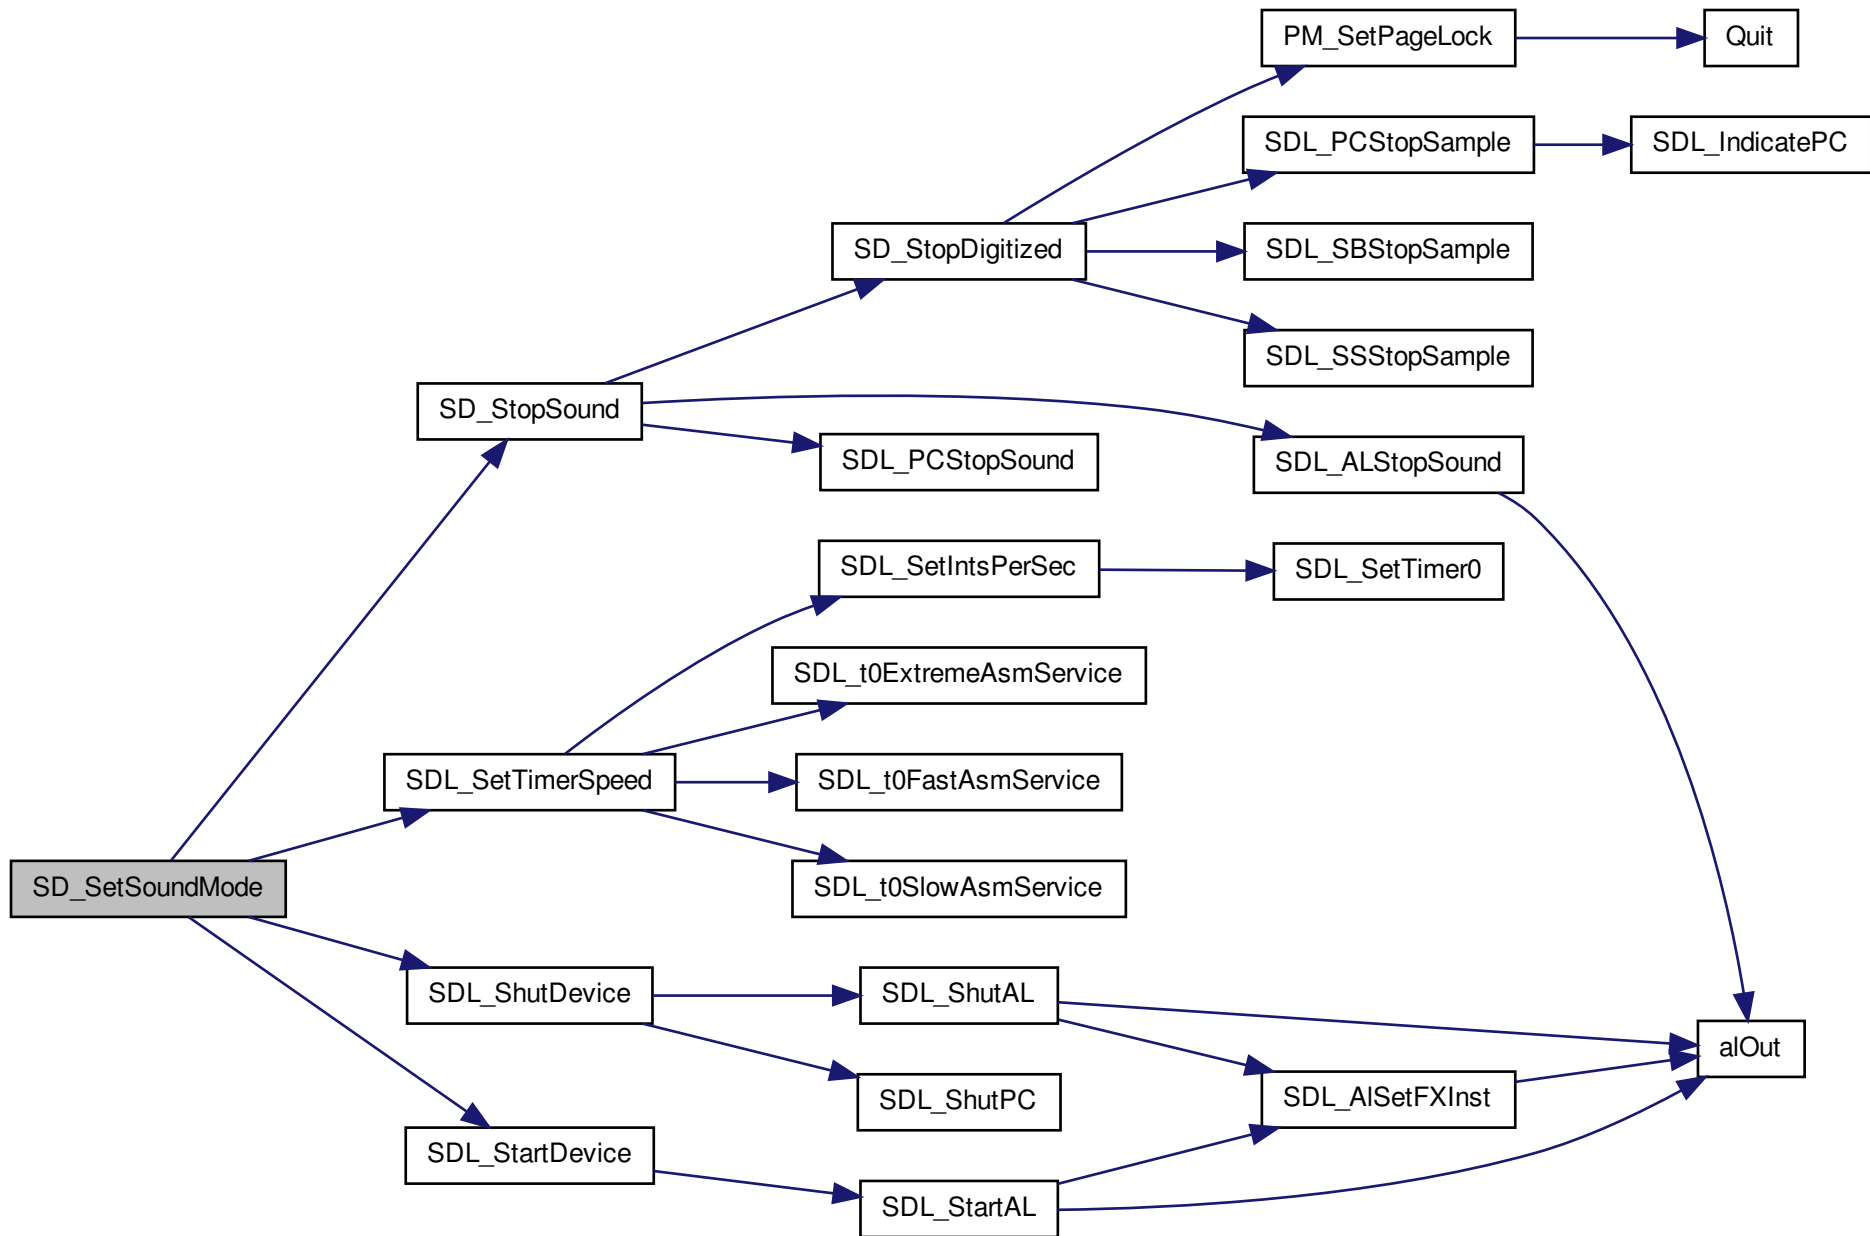 PM_SetPageLock
Quit
SDL_PCStopSample
SDL_IndicatePC
SD_StopDigitized
SDL_SBStopSample
SDL_SSStopSample
SD_StopSound
SDL_PCStopSound
SDL_ALStopSound
SDL_SetIntsPerSec
SDL_SetTimer0
SDL_t0ExtremeAsmService
SDL_SetTimerSpeed
SDL_t0FastAsmService
SD_SetSoundMode
SDL_t0SlowAsmService
SDL_ShutDevice
SDL_ShutAL
alOut
SDL_ShutPC
SDL_AlSetFXInst
SDL_StartDevice
SDL_StartAL